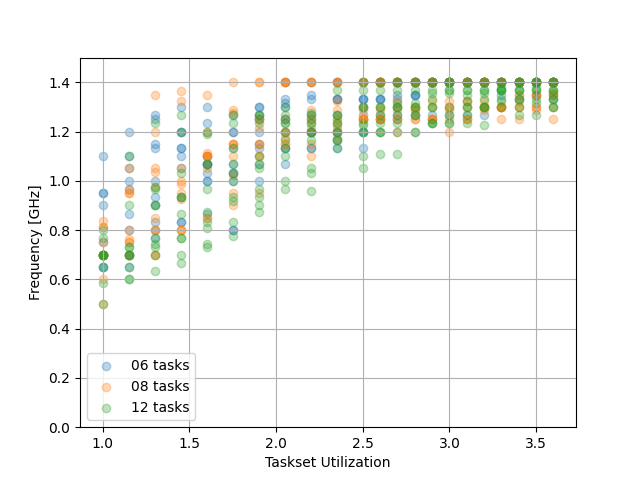 1.4
1.2
1.0
0.8
0.6
0.4
0.2
0.0
Frequency [GHz]
06 tasks
08 tasks
12 tasks
1.0 1.5 2.0 2.5 3.0 3.5
Taskset Utilization